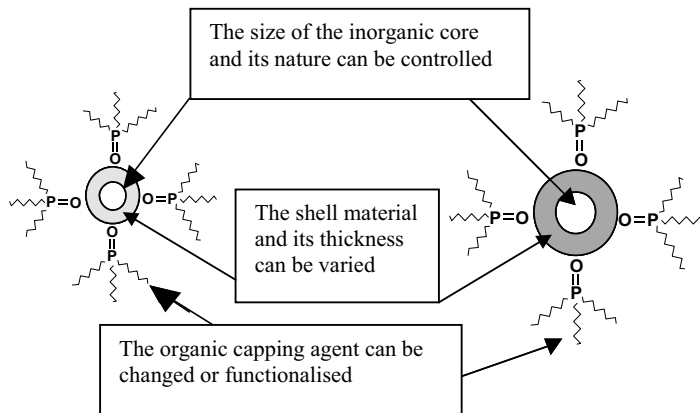 The size of the inorganic core
and its nature can be controlled
P
O
P
O
P=O
O=P
O
P
P=O
O=P
O
P
The shell material
and its thickness
can be varied
The organic capping agent can be
changed or functionalised